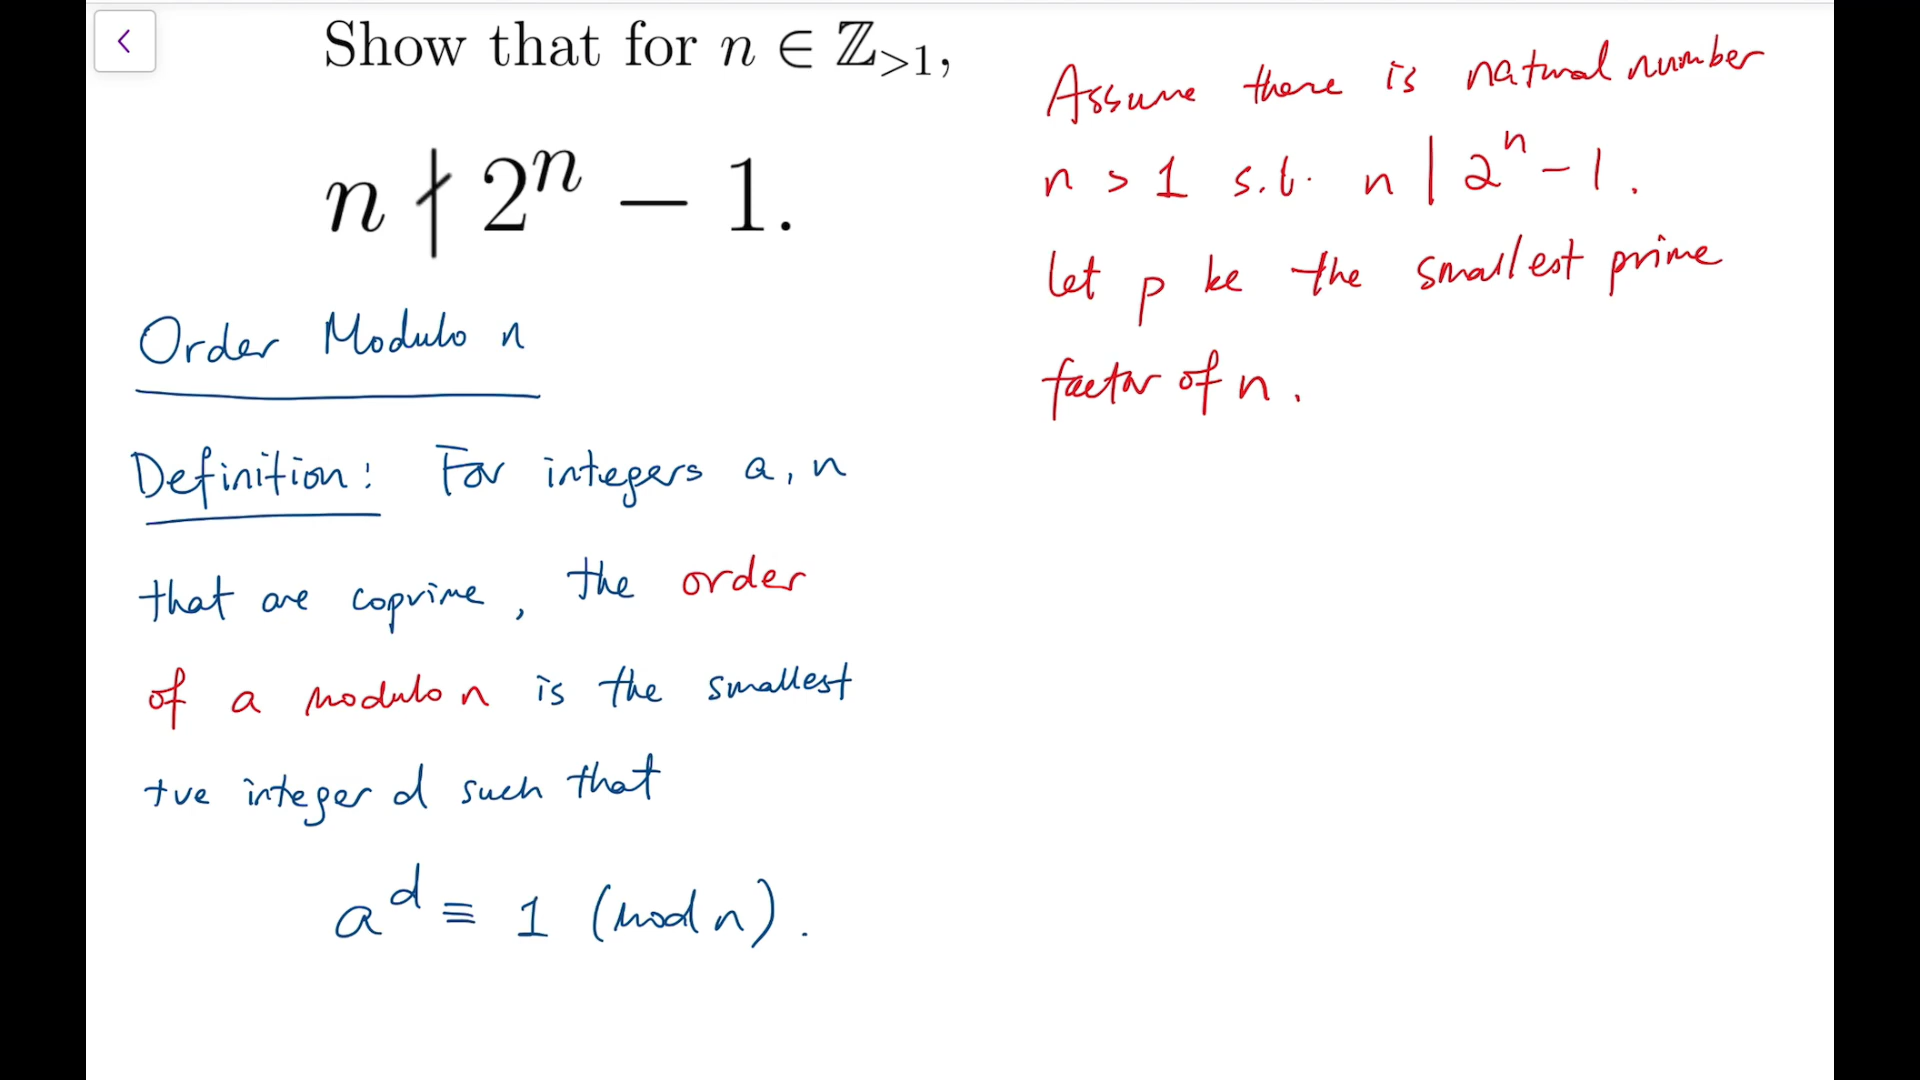 Show that for n ∈ ℤ_{>1},
n ∤ 2^n − 1.
Order Modulo n
Definition: For integers a, n
that are coprime, the order
of a modulo n is the smallest
+ve integer d such that
a^d ≡ 1 (mod n).
Assume there is natural number
n > 1 s.t. n | 2^n − 1.
let p be the smallest prime
factor of n.